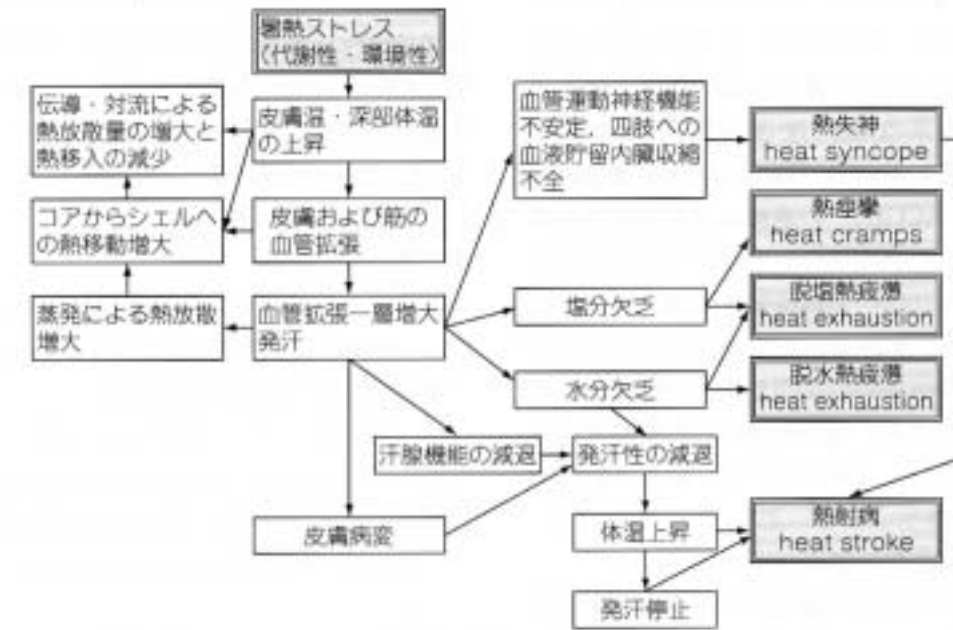 暑熱ストレス
(代謝性・環境性)
伝導・対流による
熱放散量の増大と
熱移入の減少
皮膚温・深部体温
の上昇
血管運動神経機能
不安定，四肢への
血液貯留内臓収縮
不全
熱失神
heat syncope
コアからシェルへ
の熱移動増大
皮膚および筋の
血管拡張
熱痙攣
heat cramps
蒸発による熱放散
増大
血管拡張一層増大
発汗
塩分欠乏
脱塩熱疲憊
heat exhaustion
水分欠乏
脱水熱疲憊
heat exhaustion
汗腺機能の減退
発汗性の減退
皮膚病変
体温上昇
熱射病
heat stroke
発汗停止